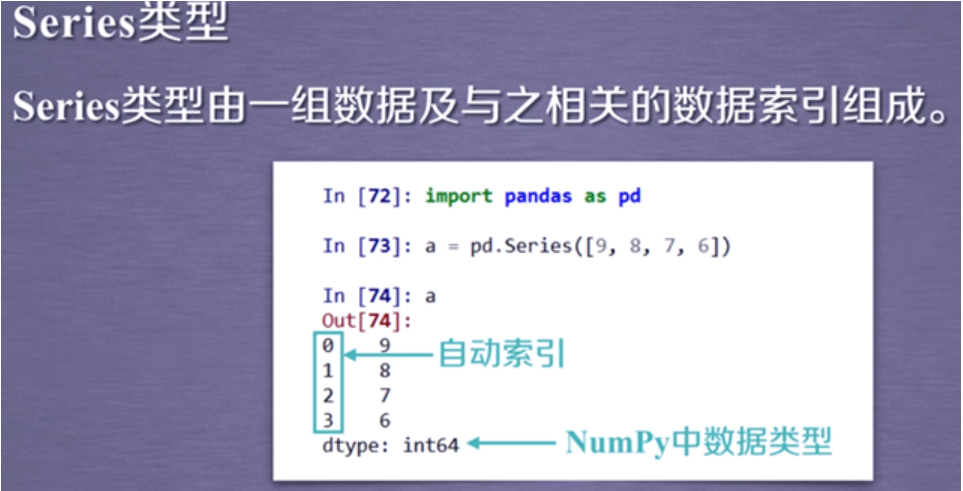 Series类型
Series类型由一组数据及与之相关的数据索引组成。
In [72]: import pandas as pd
In [73]: a = pd.Series([9, 8, 7, 6])
In [74]: a
Out[74]:
0 9 自动索引
1 8
2 7
3 6
dtype: int64 NumPy中数据类型